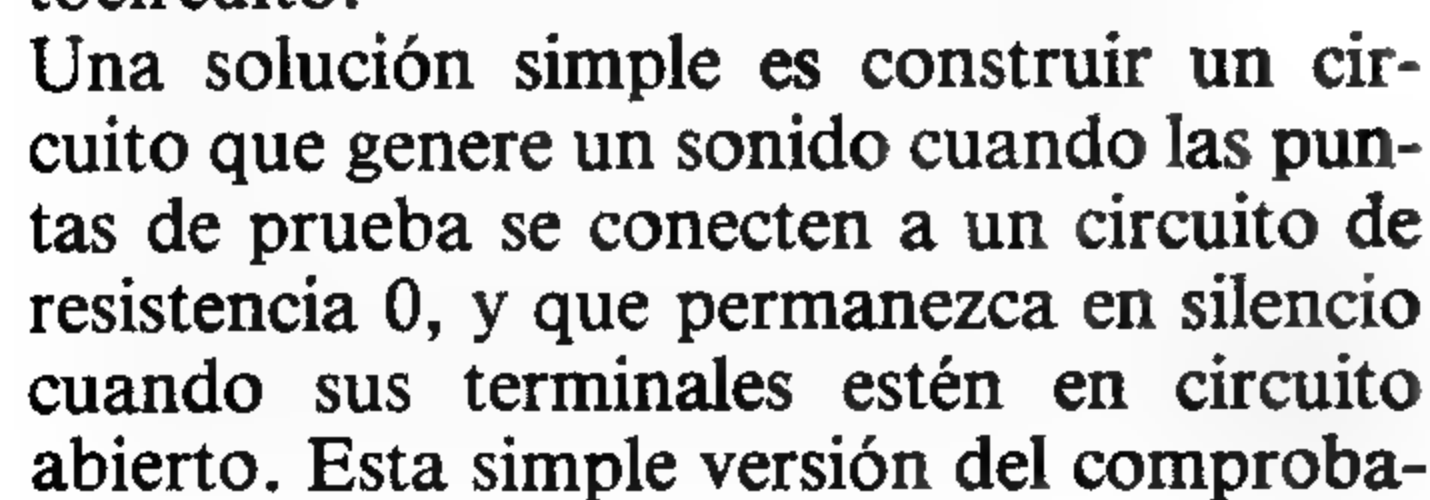 Una solución simple es construir un cir-
cuito que genere un sonido cuando las pun-
tas de prueba se conecten a un circuito de
resistencia 0, y que permanezca en silencio
cuando sus terminales estén en circuito
abierto. Esta simple versión del comproba-